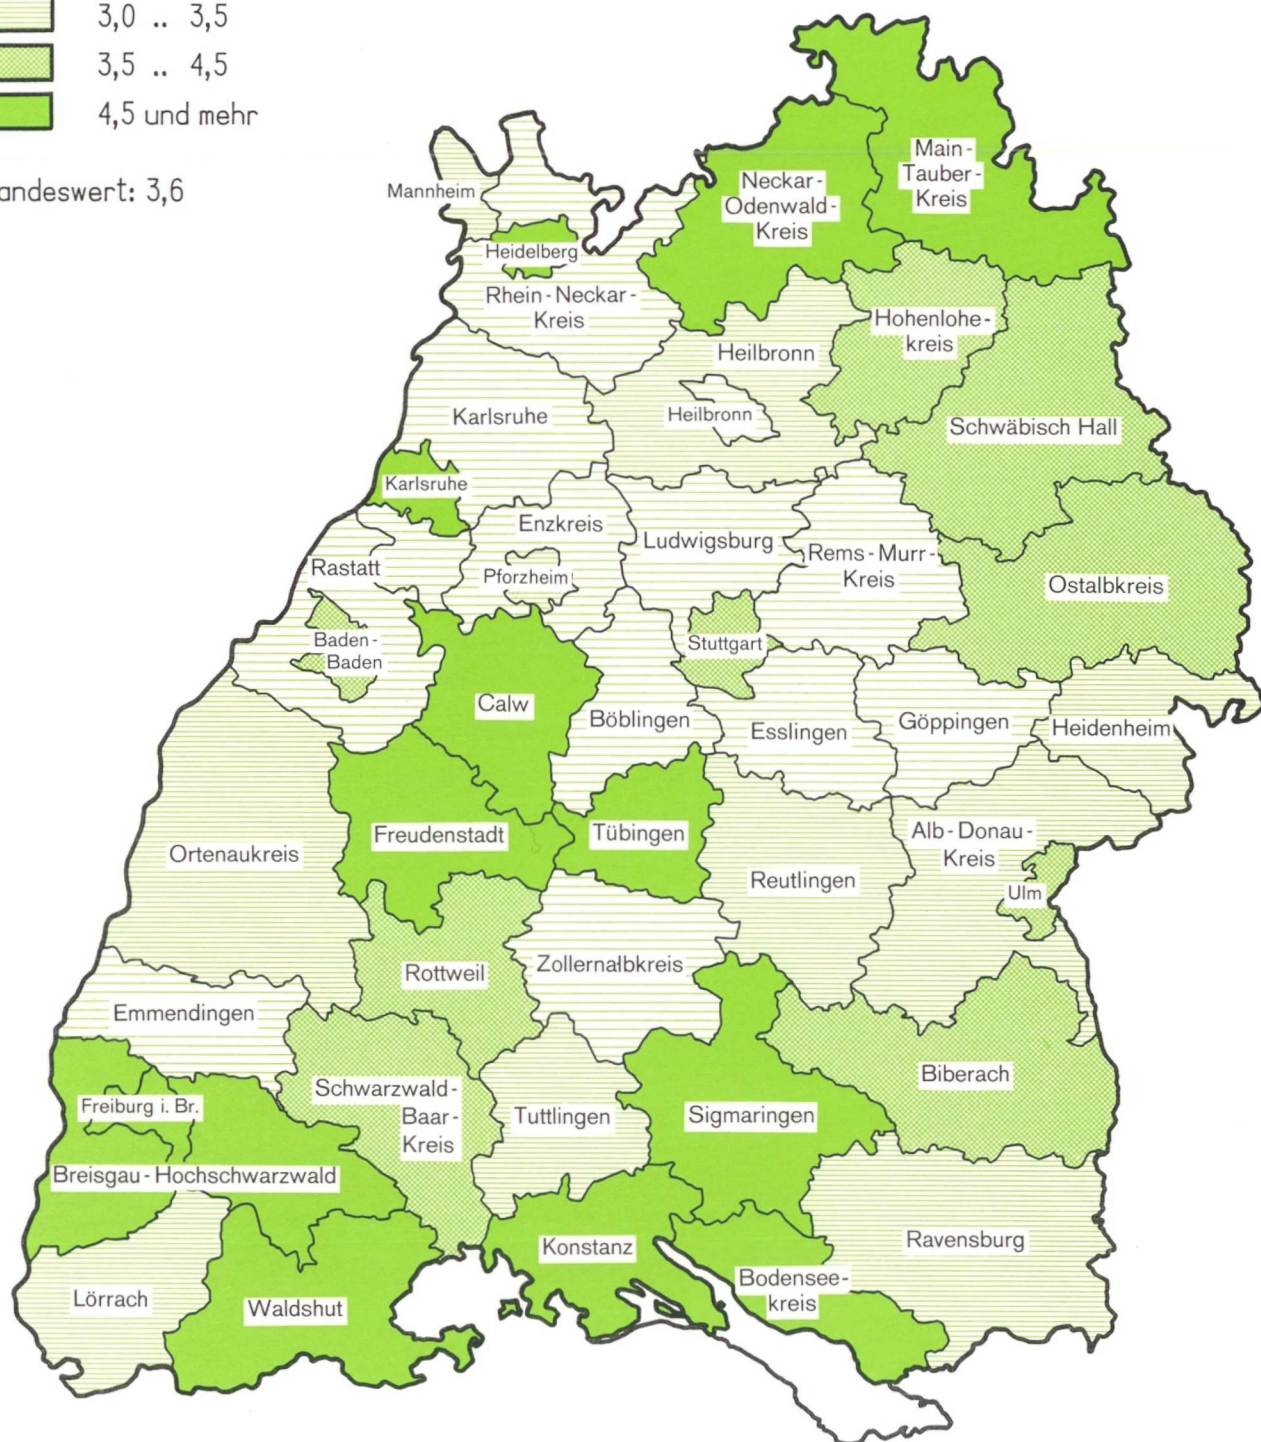 3,0 .. 3,5
3,5 .. 4,5
4,5 und mehr
andeswert: 3,6
Main-
Tauber-
Kreis
Neckar-
Odenwald-
Kreis
Mannheim
Heidelberg
Rhein-Neckar-
Kreis
Hohenlohe-
kreis
Heilbronn
Heilbronn
Karlsruhe
Schwäbisch Hall
Karlsruhe
Enzkreis
Ludwigsburg
Rems-Murr-
Kreis
Rastatt
Pforzheim
Ostalbkreis
Baden-
Baden
Stuttgart
Calw
Böblingen
Esslingen
Göppingen
Heidenheim
Freudenstadt
Tübingen
Alb-Donau-
Kreis
Ortenaukreis
Reutlingen
Ulm
Rottweil
Zollernalbkreis
Emmendingen
Schwarzwald-
Baar-
Kreis
Biberach
Freiburg i. Br.
Tuttlingen
Sigmaringen
Breisgau-Hochschwarzwald
Konstanz
Ravensburg
Lörrach
Waldshut
Bodensee-
kreis